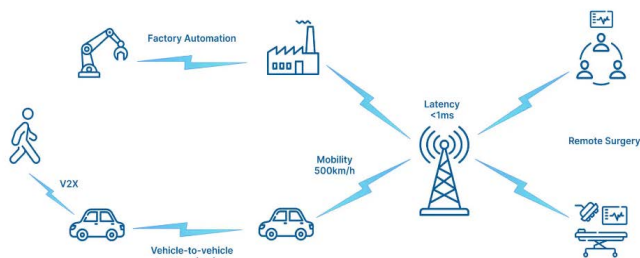 Factory Automation
Latency
<1ms
Remote Surgery
Mobility
500km/h
V2X
Vehicle-to-vehicle